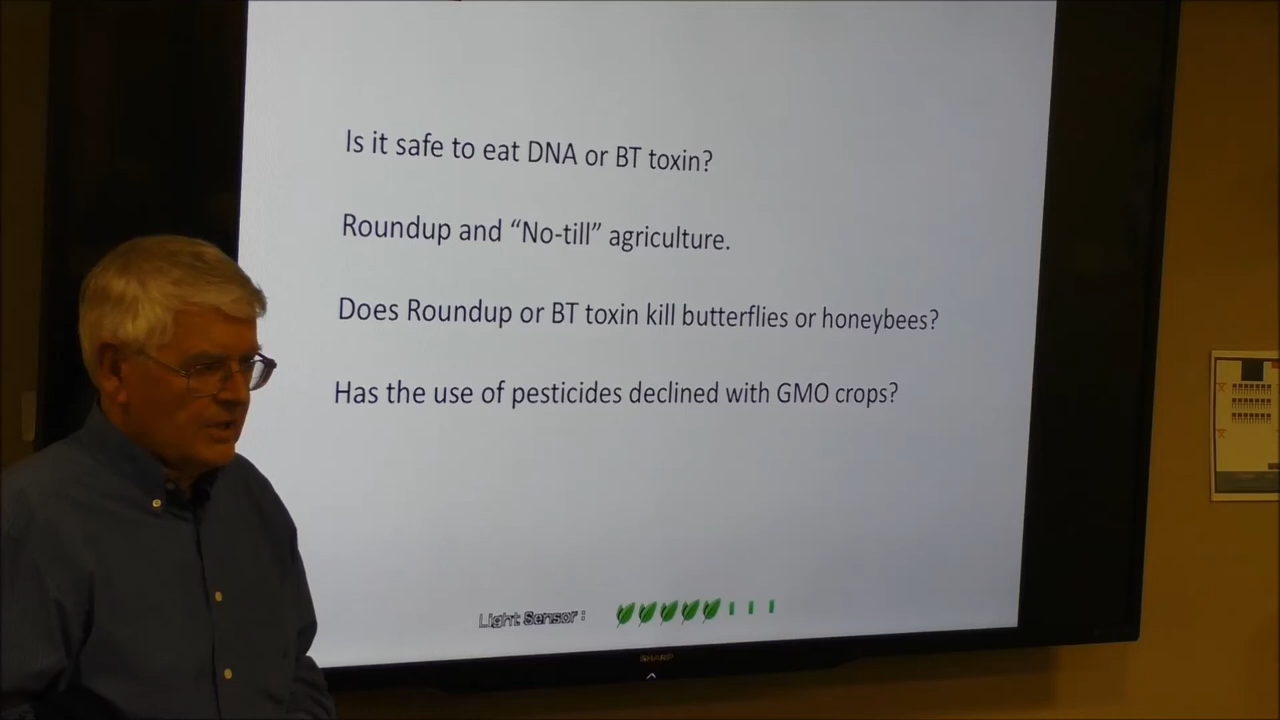 Is it safe to eat DNA or BT toxin?
Roundup and “No-till” agriculture.
Does Roundup or BT toxin kill butterflies or honeybees?
Has the use of pesticides declined with GMO crops?
Light Sensor :
SHARP